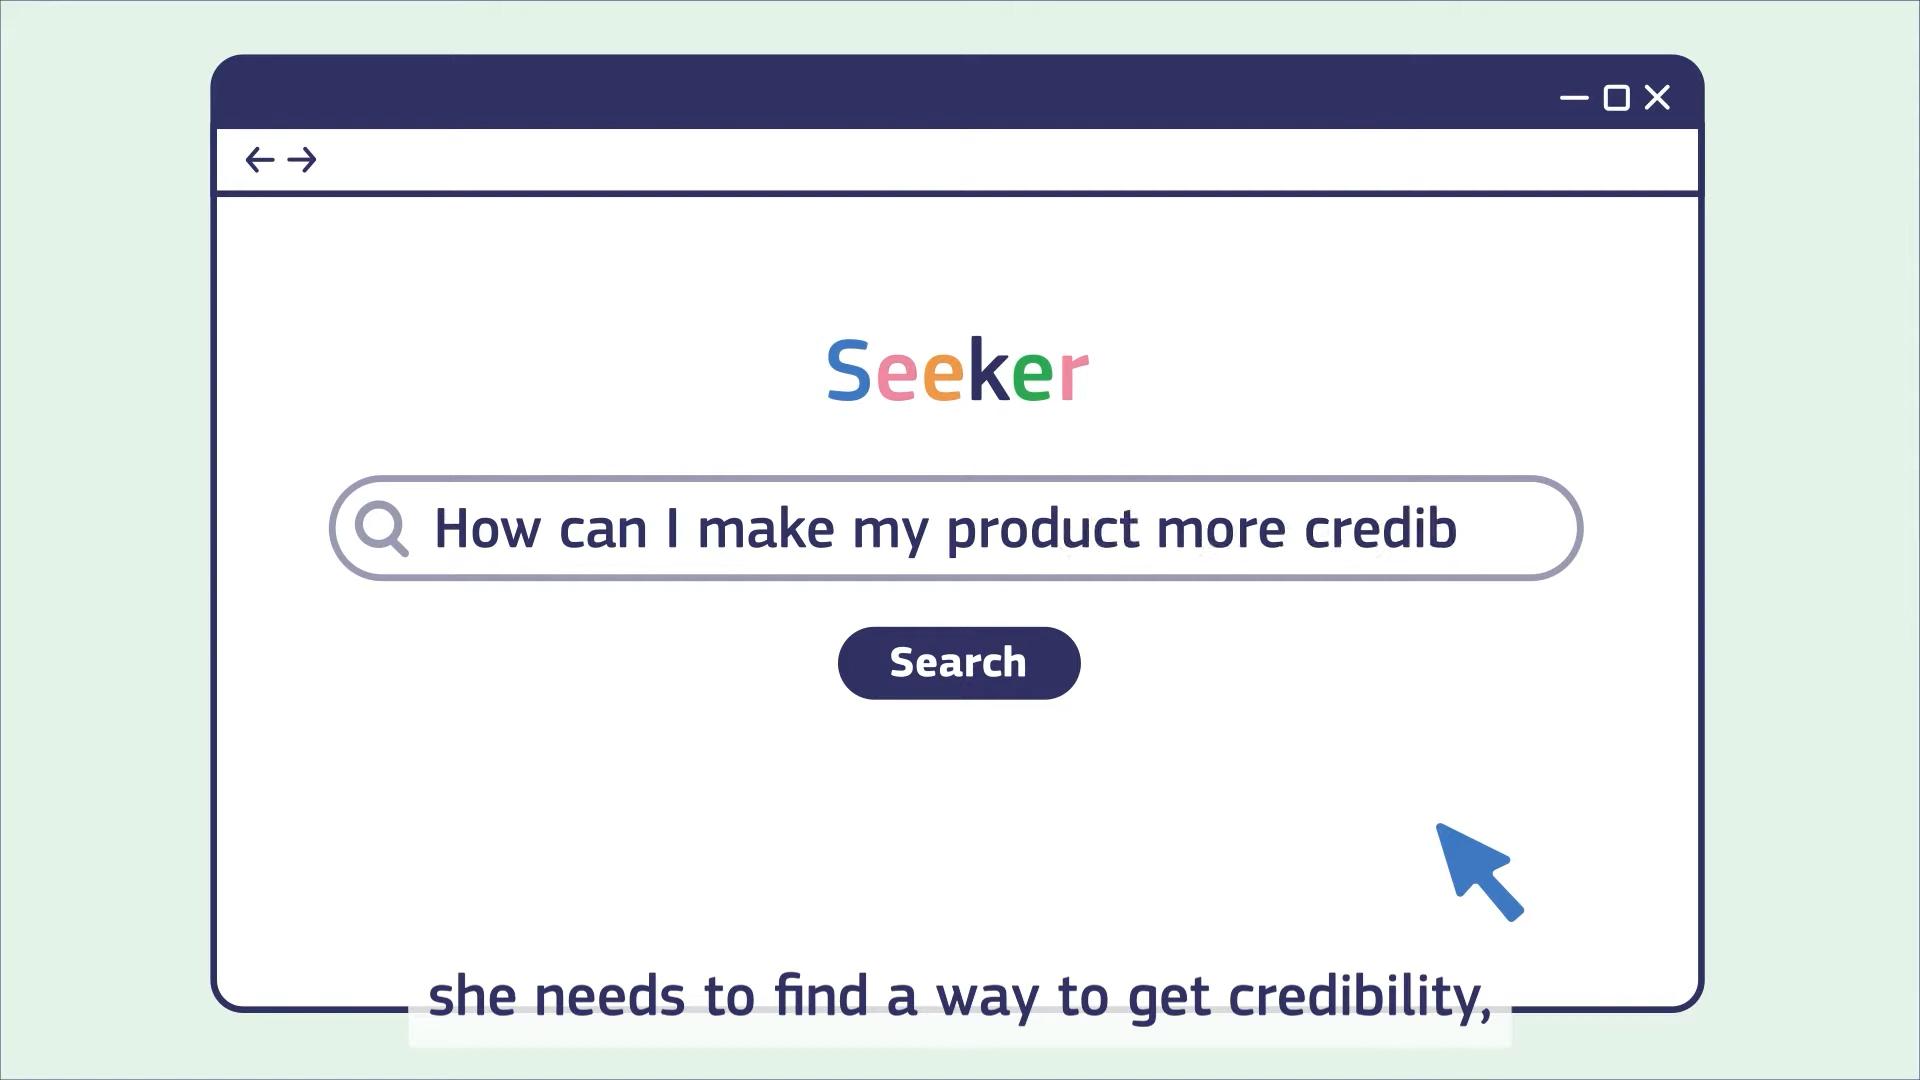 Seeker
How can I make my product more credib
Search
she needs to find a way to get credibility,